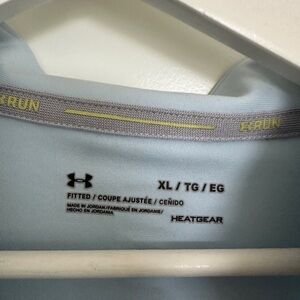 RUN
RUN
XL / TG / EG
FITTED / COUPE AJUSTÉE / CEÑIDO
MADE IN JORDAN/FABRIQUÉ EN JORDANIE/
HECHO EN JORDANIA
HEATGEAR